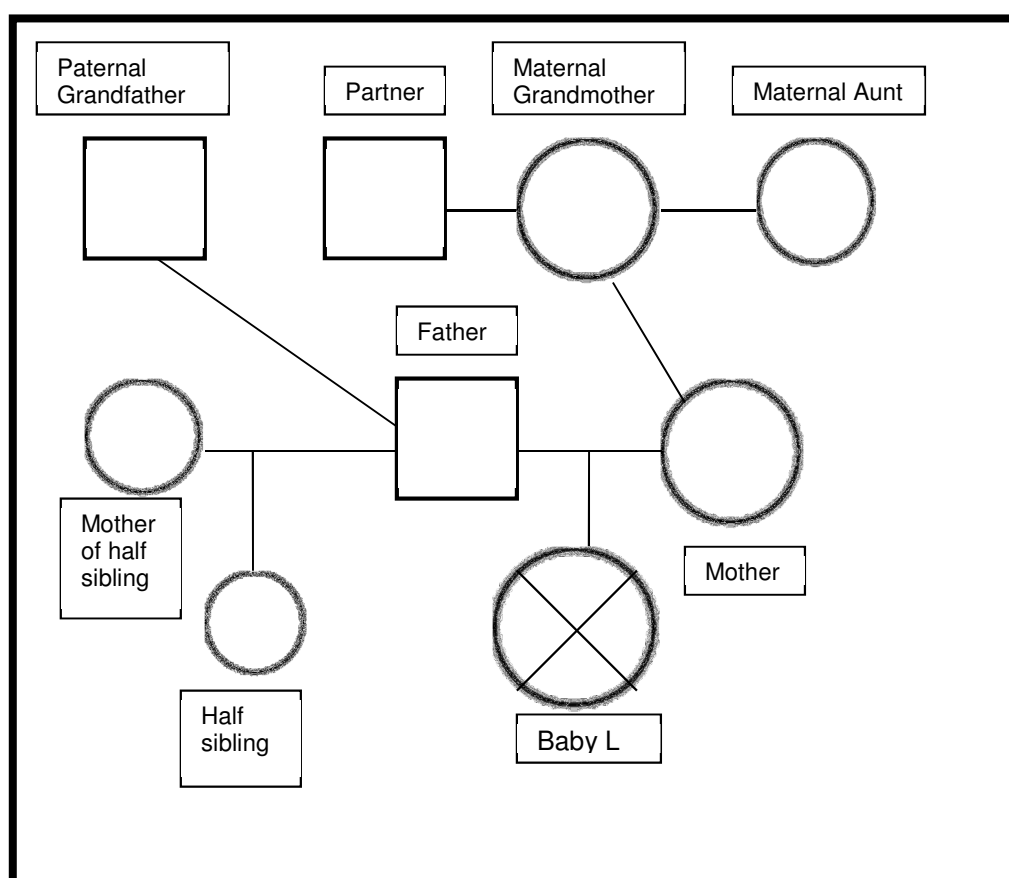 Paternal
Grandfather
Partner
Maternal
Grandmother
Maternal Aunt
Father
Mother
of half
sibling
Mother
Half
sibling
Baby L